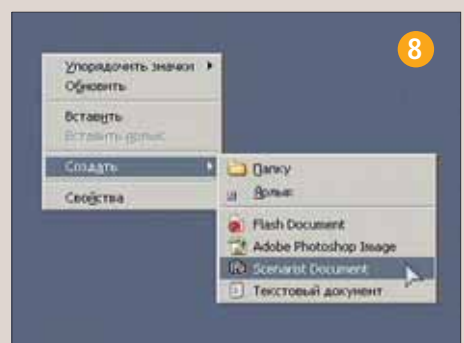 8
Упорядочить значки
Обновить
Вставить
Вставить ярлык
Создать
Свойства
Папку
Ярлык
Flash Document
Adobe Photoshop Image
Scenarist Document
Текстовый документ